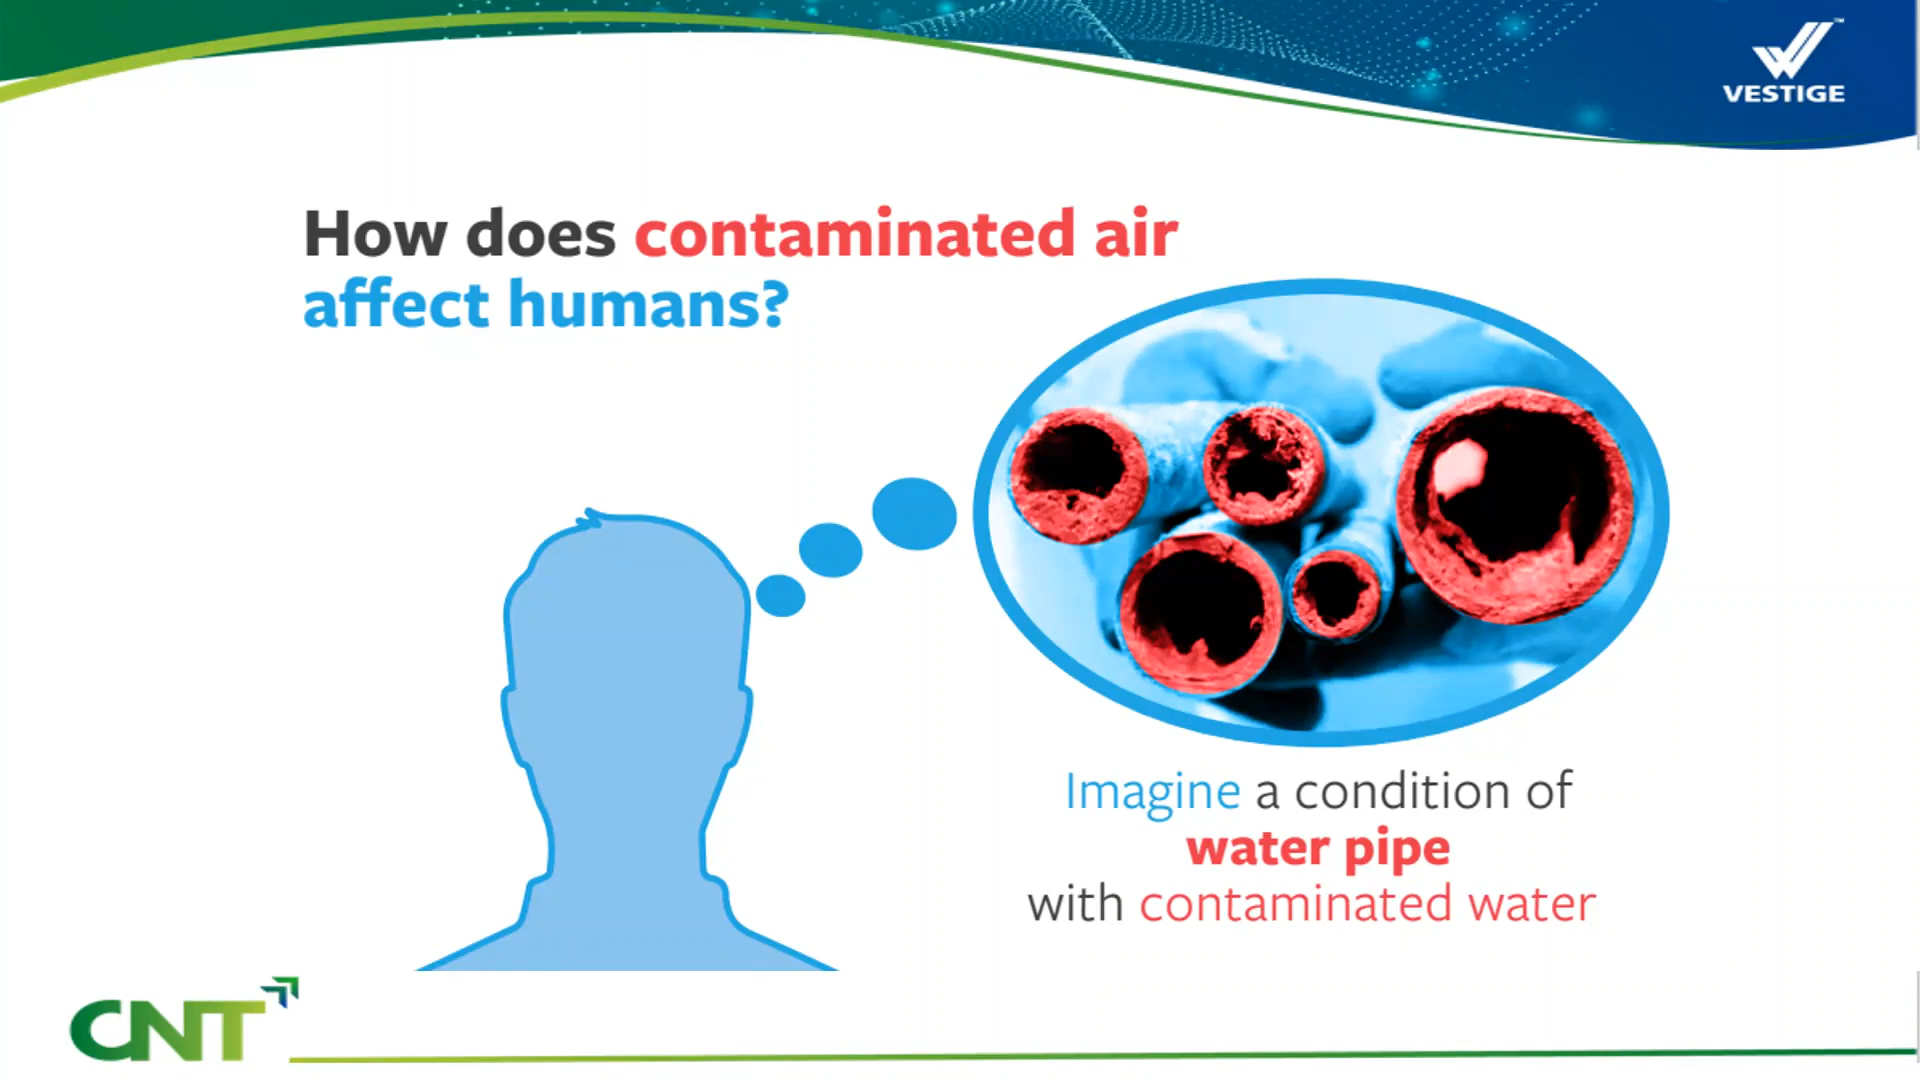 VESTIGE
How does contaminated air
affect humans?
Imagine a condition of
water pipe
with contaminated water
CNT